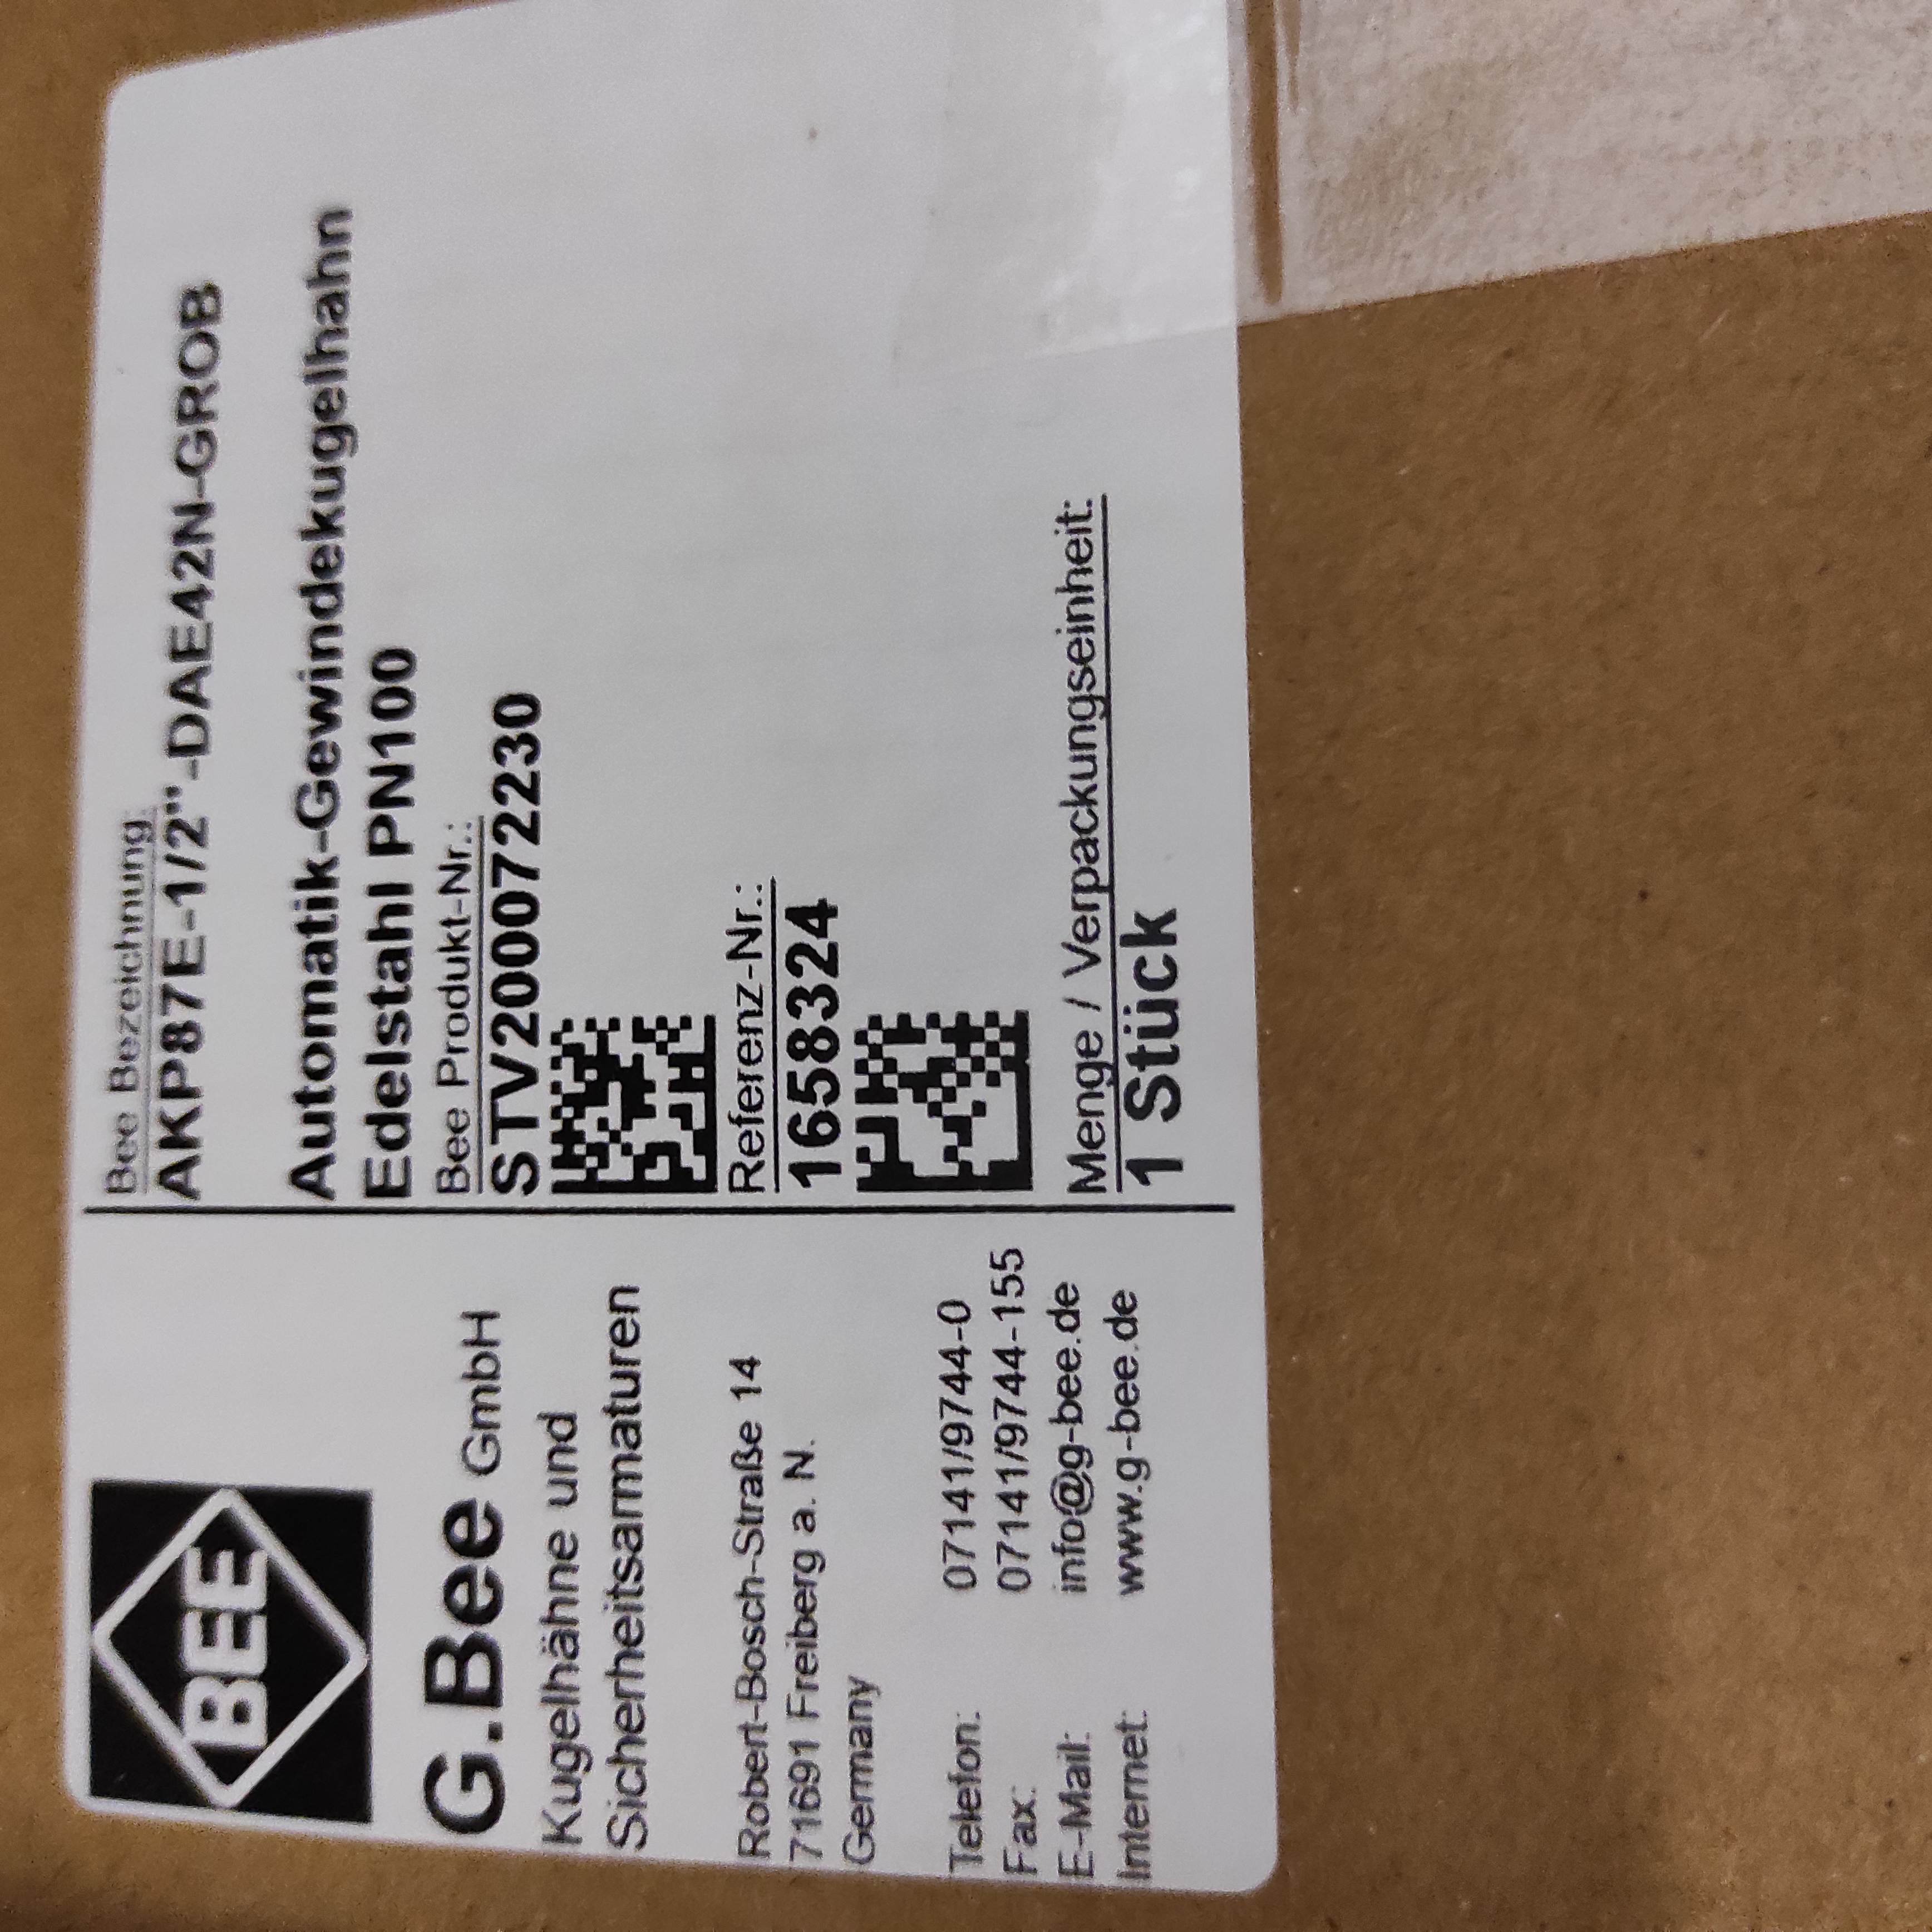 BEE
G.Bee GmbH
Kugelhähne und
Sicherheitsarmaturen
Robert-Bosch-Straße 14
71691 Freiberg a. N.
Germany
Telefon: 07141/9744-0
Fax: 07141/9744-155
E-Mail: info@g-bee.de
Internet: www.g-bee.de
Bee Bezeichnung:
AKP87E-1/2"-DAE42N-GROB
Automatik-Gewindekugelhahn
Edelstahl PN100
Bee Produkt-Nr.:
STV200072230
Referenz-Nr.:
1658324
Menge / Verpackungseinheit:
1 Stück